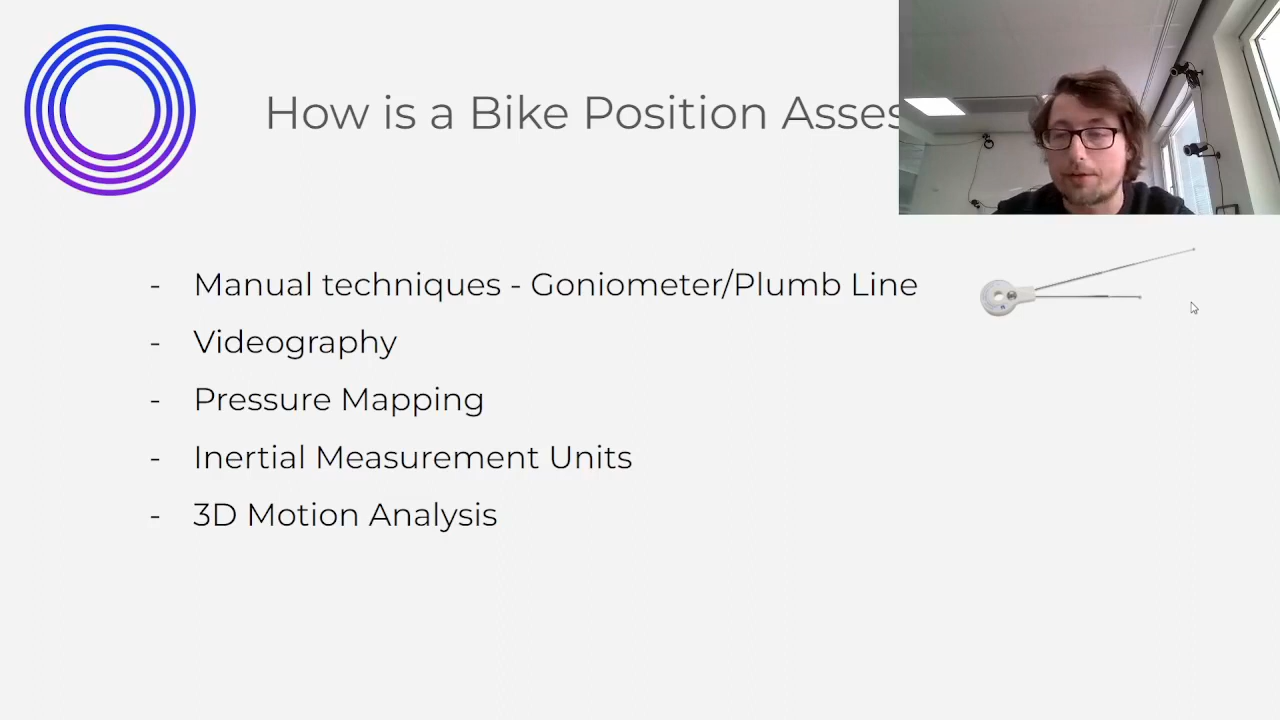 How is a Bike Position Asses
- Manual techniques - Goniometer/Plumb Line
- Videography
- Pressure Mapping
- Inertial Measurement Units
- 3D Motion Analysis